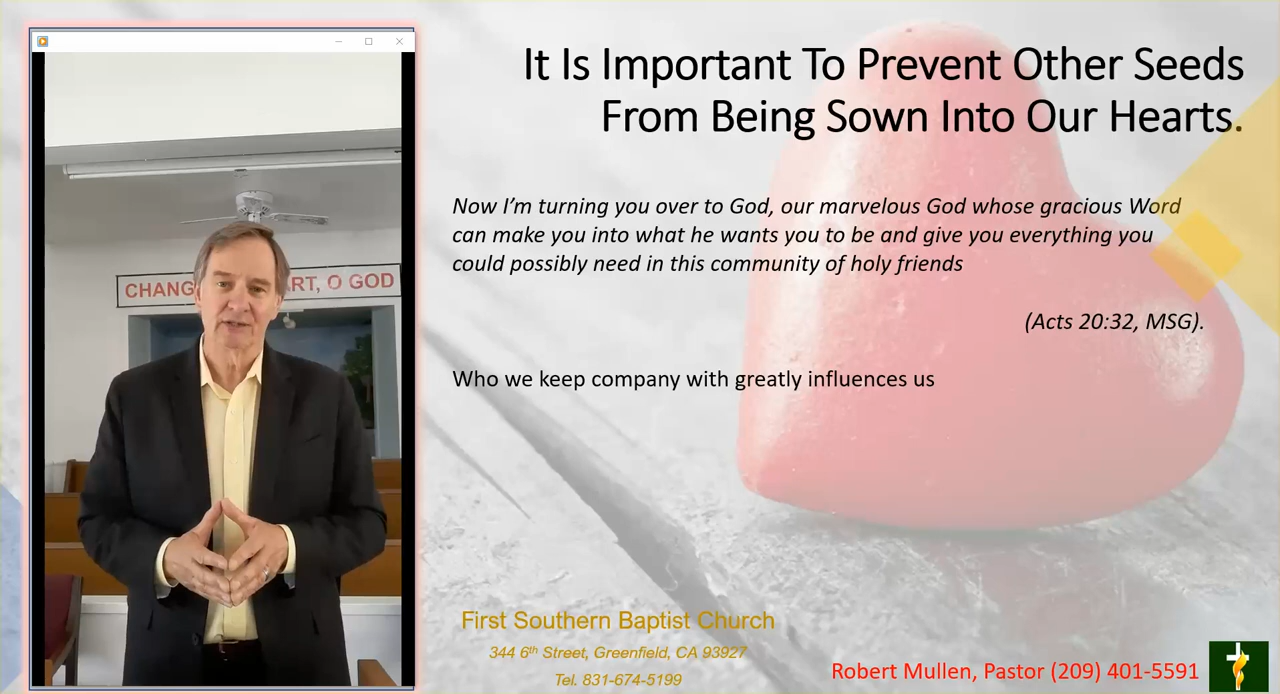 It Is Important To Prevent Other Seeds
From Being Sown Into Our Hearts.
Now I'm turning you over to God, our marvelous God whose gracious Word
can make you into what he wants you to be and give you everything you
could possibly need in this community of holy friends
(Acts 20:32, MSG).
Who we keep company with greatly influences us
CHANG ART, O GOD
First Southern Baptist Church
344 6th Street, Greenfield, CA 93927
Tel. 831-674-5199
Robert Mullen, Pastor (209) 401-5591